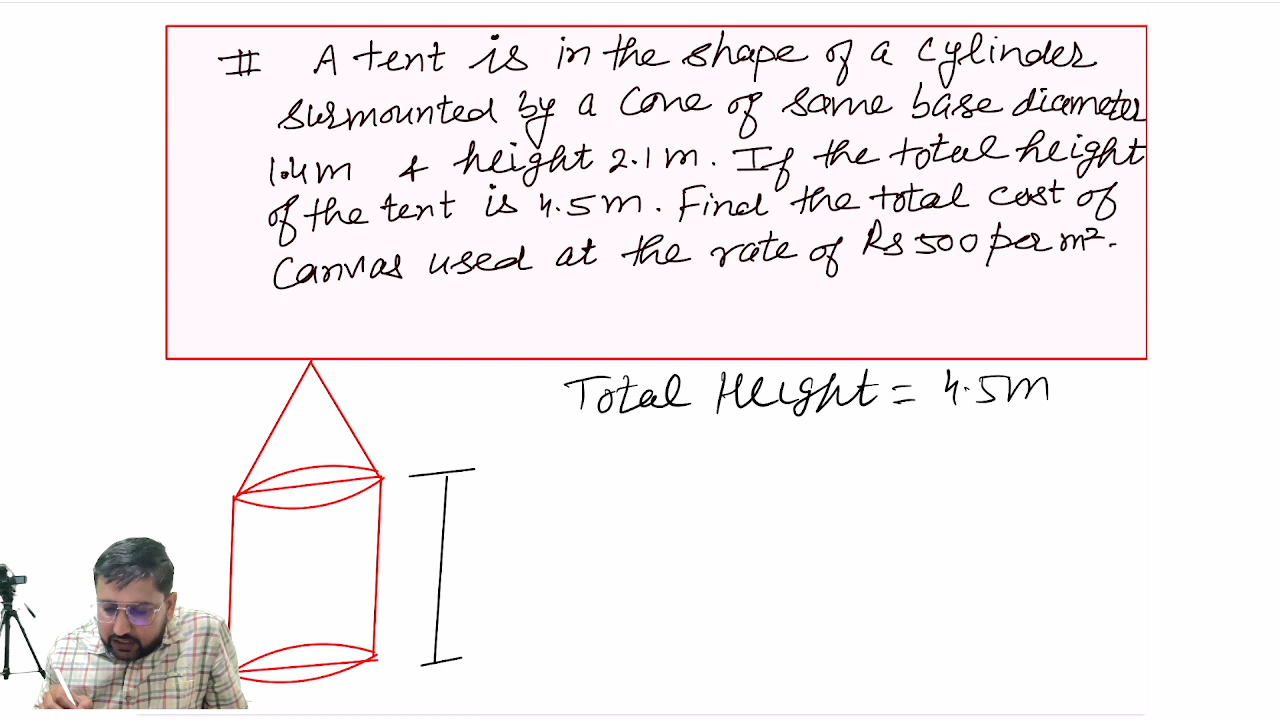 # A tent is in the shape of a cylinder
surmounted by a cone of same base diameter
1.4m & height 2.1m. If the total height
of the tent is 4.5m. Find the total cost of
Canvas used at the rate of Rs 500 per m².
Total Height = 4.5m